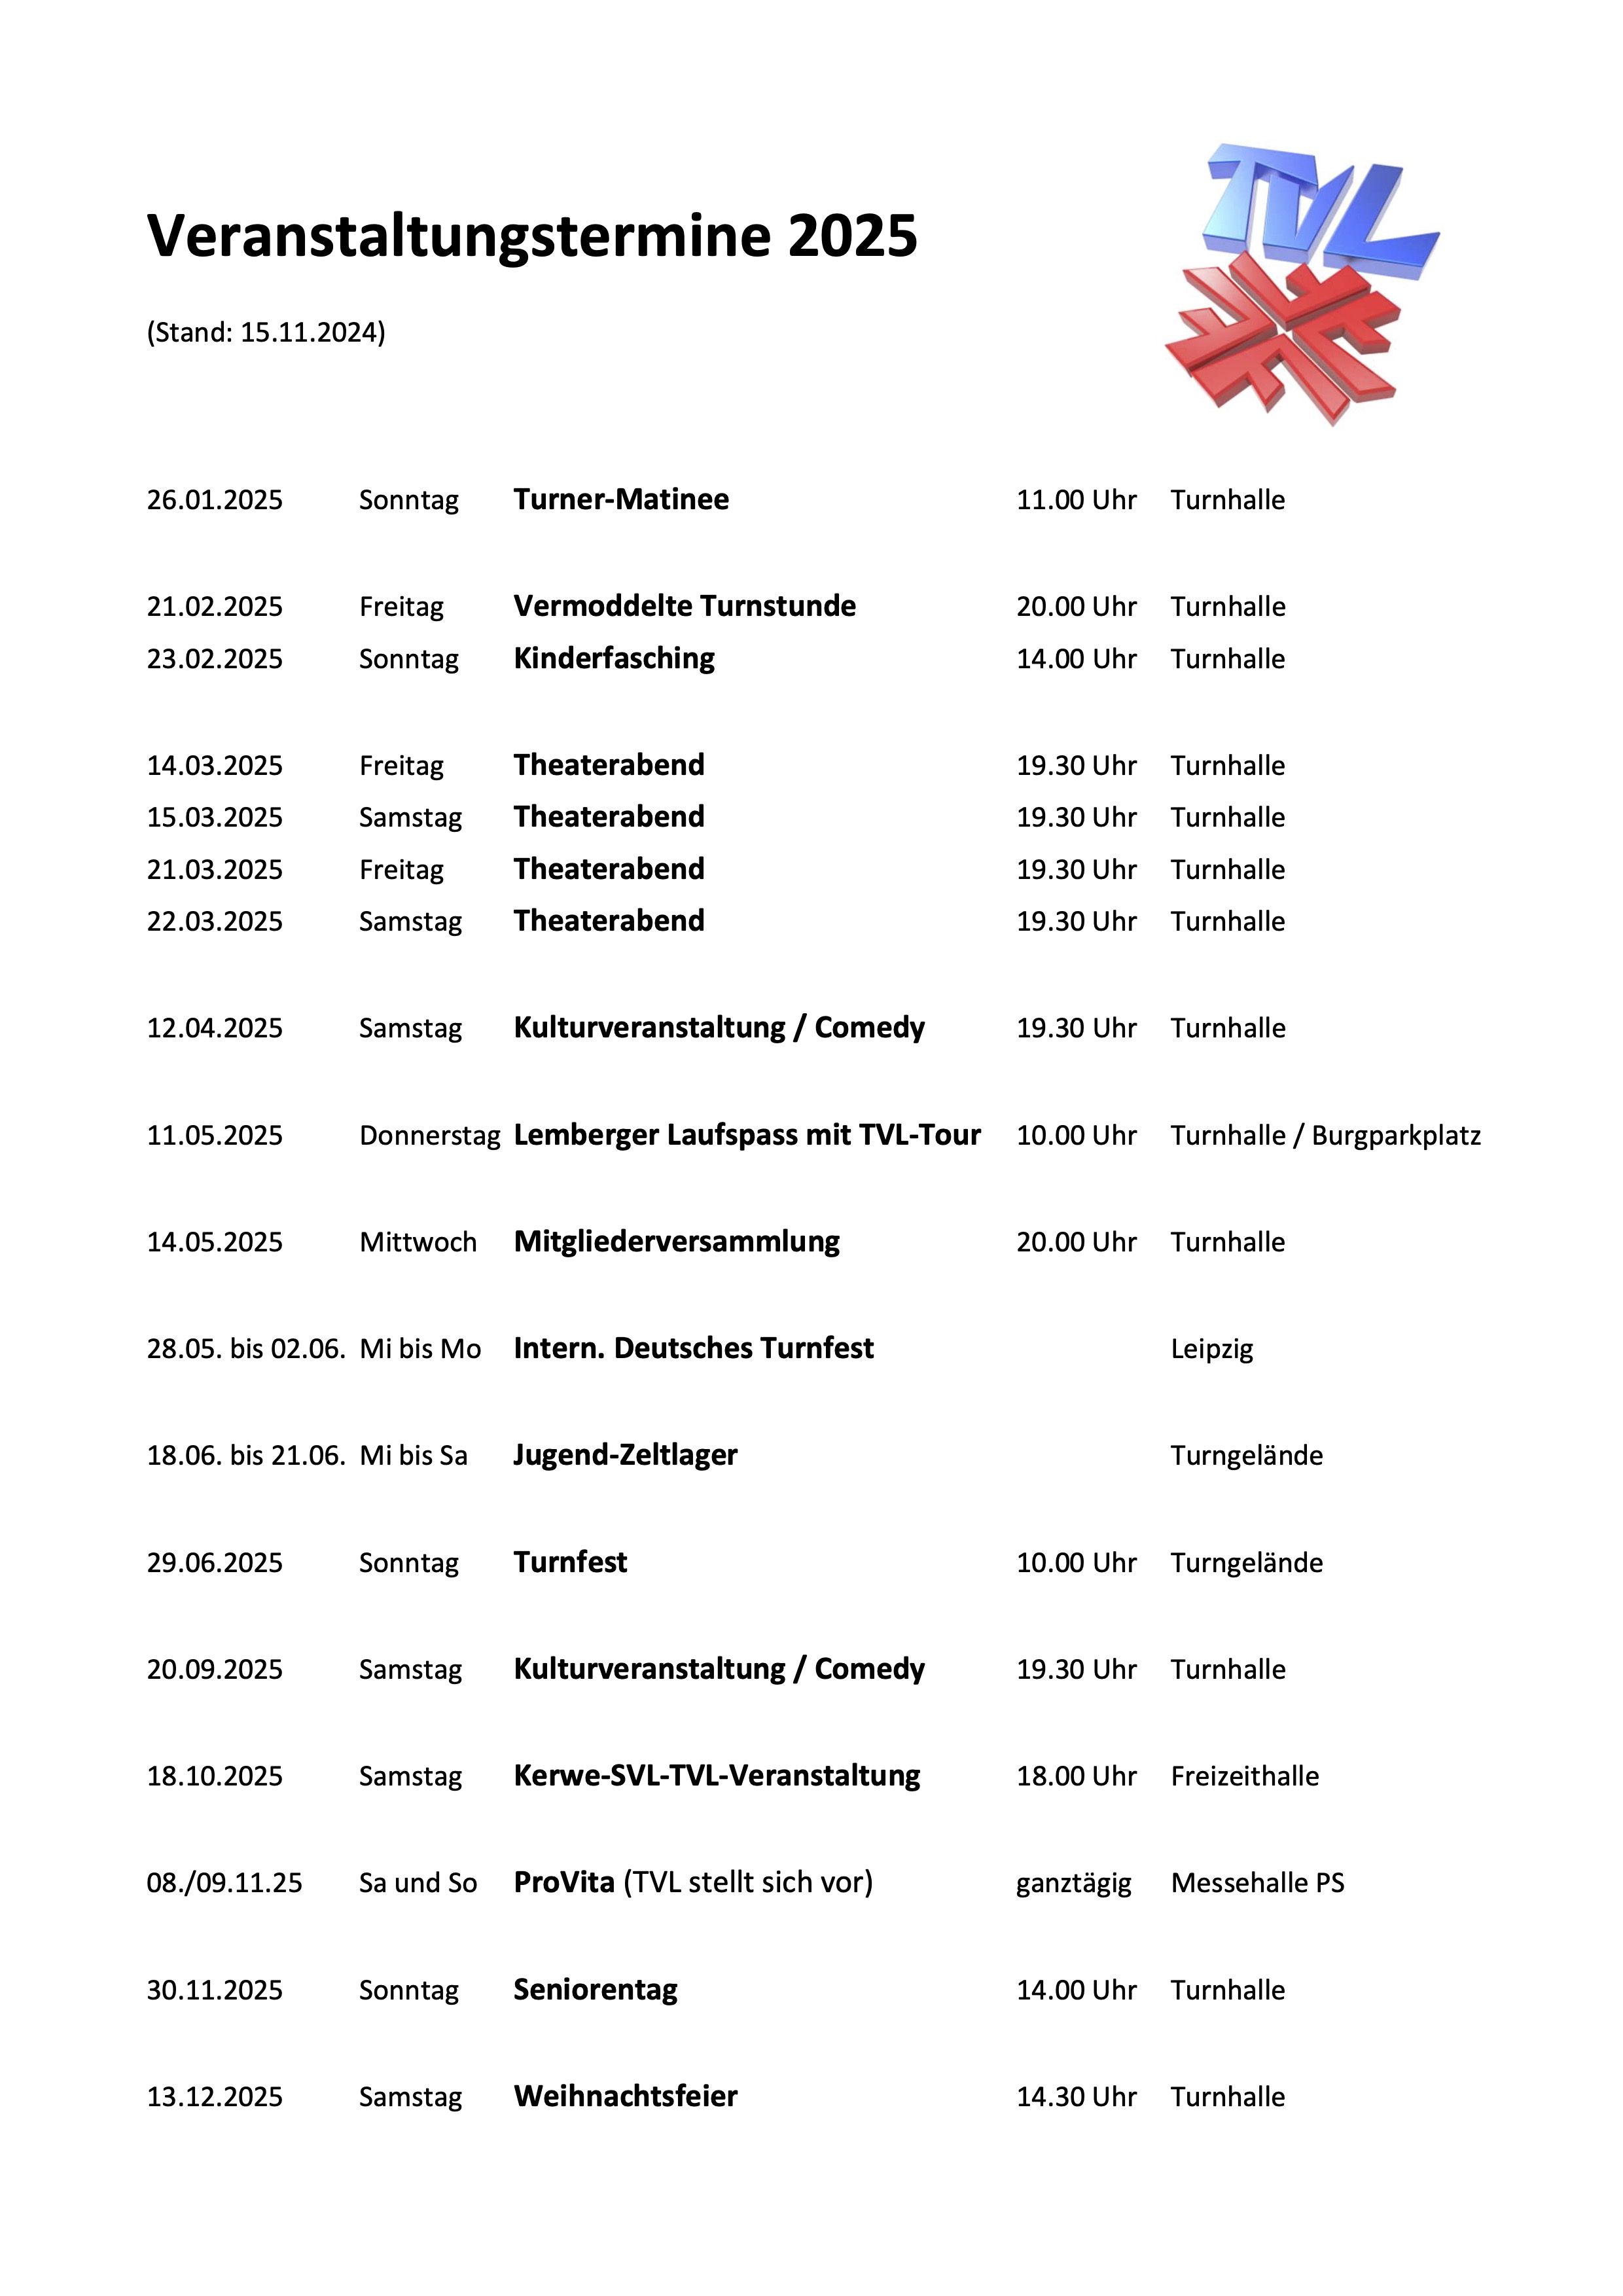 TVL
Veranstaltungstermine 2025
(Stand: 15.11.2024)
26.01.2025 Sonntag Turner-Matinee 11.00 Uhr Turnhalle
21.02.2025 Freitag Vermoddelte Turnstunde 20.00 Uhr Turnhalle
23.02.2025 Sonntag Kinderfasching 14.00 Uhr Turnhalle
14.03.2025 Freitag Theaterabend 19.30 Uhr Turnhalle
15.03.2025 Samstag Theaterabend 19.30 Uhr Turnhalle
21.03.2025 Freitag Theaterabend 19.30 Uhr Turnhalle
22.03.2025 Samstag Theaterabend 19.30 Uhr Turnhalle
12.04.2025 Samstag Kulturveranstaltung / Comedy 19.30 Uhr Turnhalle
11.05.2025 Donnerstag Lemberger Laufspass mit TVL-Tour 10.00 Uhr Turnhalle / Burgparkplatz
14.05.2025 Mittwoch Mitgliederversammlung 20.00 Uhr Turnhalle
28.05. bis 02.06. Mi bis Mo Intern. Deutsches Turnfest Leipzig
18.06. bis 21.06. Mi bis Sa Jugend-Zeltlager Turngelände
29.06.2025 Sonntag Turnfest 10.00 Uhr Turngelände
20.09.2025 Samstag Kulturveranstaltung / Comedy 19.30 Uhr Turnhalle
18.10.2025 Samstag Kerwe-SVL-TVL-Veranstaltung 18.00 Uhr Freizeithalle
08./09.11.25 Sa und So ProVita (TVL stellt sich vor) ganztägig Messehalle PS
30.11.2025 Sonntag Seniorentag 14.00 Uhr Turnhalle
13.12.2025 Samstag Weihnachtsfeier 14.30 Uhr Turnhalle